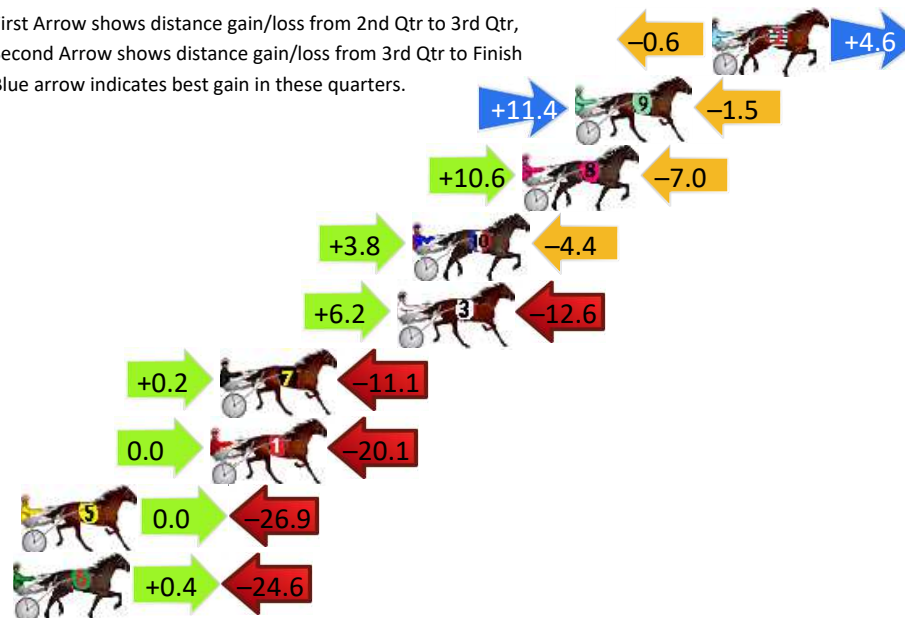 irst Arrow shows distance gain/loss from 2nd Qtr to 3rd Qtr,
econd Arrow shows distance gain/loss from 3rd Qtr to Finish
Blue arrow indicates best gain in these quarters.
−0.6 2 +4.6
+11.4 9 −1.5
+10.6 8 −7.0
+3.8 10 −4.4
+6.2 3 −12.6
+0.2 7 −11.1
0.0 1 −20.1
5 0.0 −26.9
+0.4 −24.6